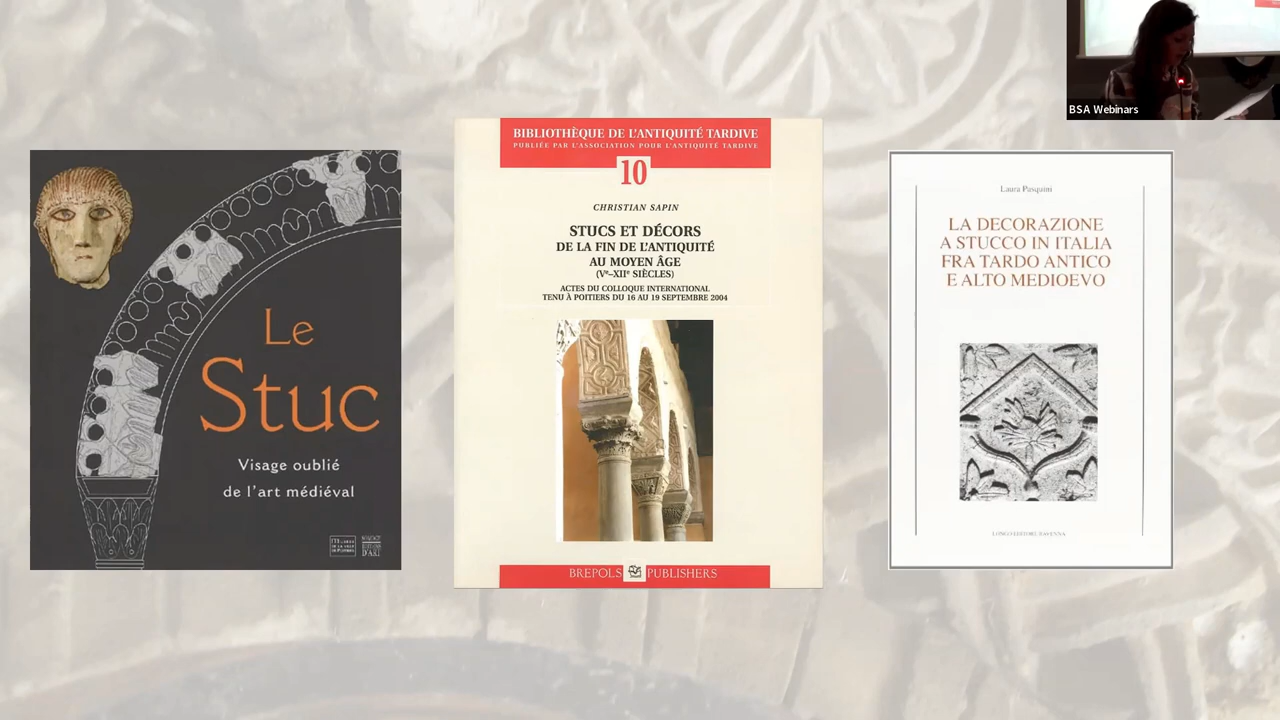 BSA Webinars
Le
Stuc
Visage oublié
de l'art médiéval
BIBLIOTHÈQUE DE L'ANTIQUITÉ TARDIVE
PUBLIÉE PAR L'ASSOCIATION POUR L'ANTIQUITÉ TARDIVE
10
CHRISTIAN SAPIN
STUCS ET DÉCORS
DE LA FIN DE L'ANTIQUITÉ
AU MOYEN ÂGE
(Ve-XIIe SIÈCLES)
ACTES DU COLLOQUE INTERNATIONAL
TENU À POITIERS DU 16 AU 19 SEPTEMBRE 2004
BREPOLS PUBLISHERS
Laura Pasquini
LA DECORAZIONE
A STUCCO IN ITALIA
FRA TARDO ANTICO
E ALTO MEDIOEVO
LONGO EDITORE RAVENNA